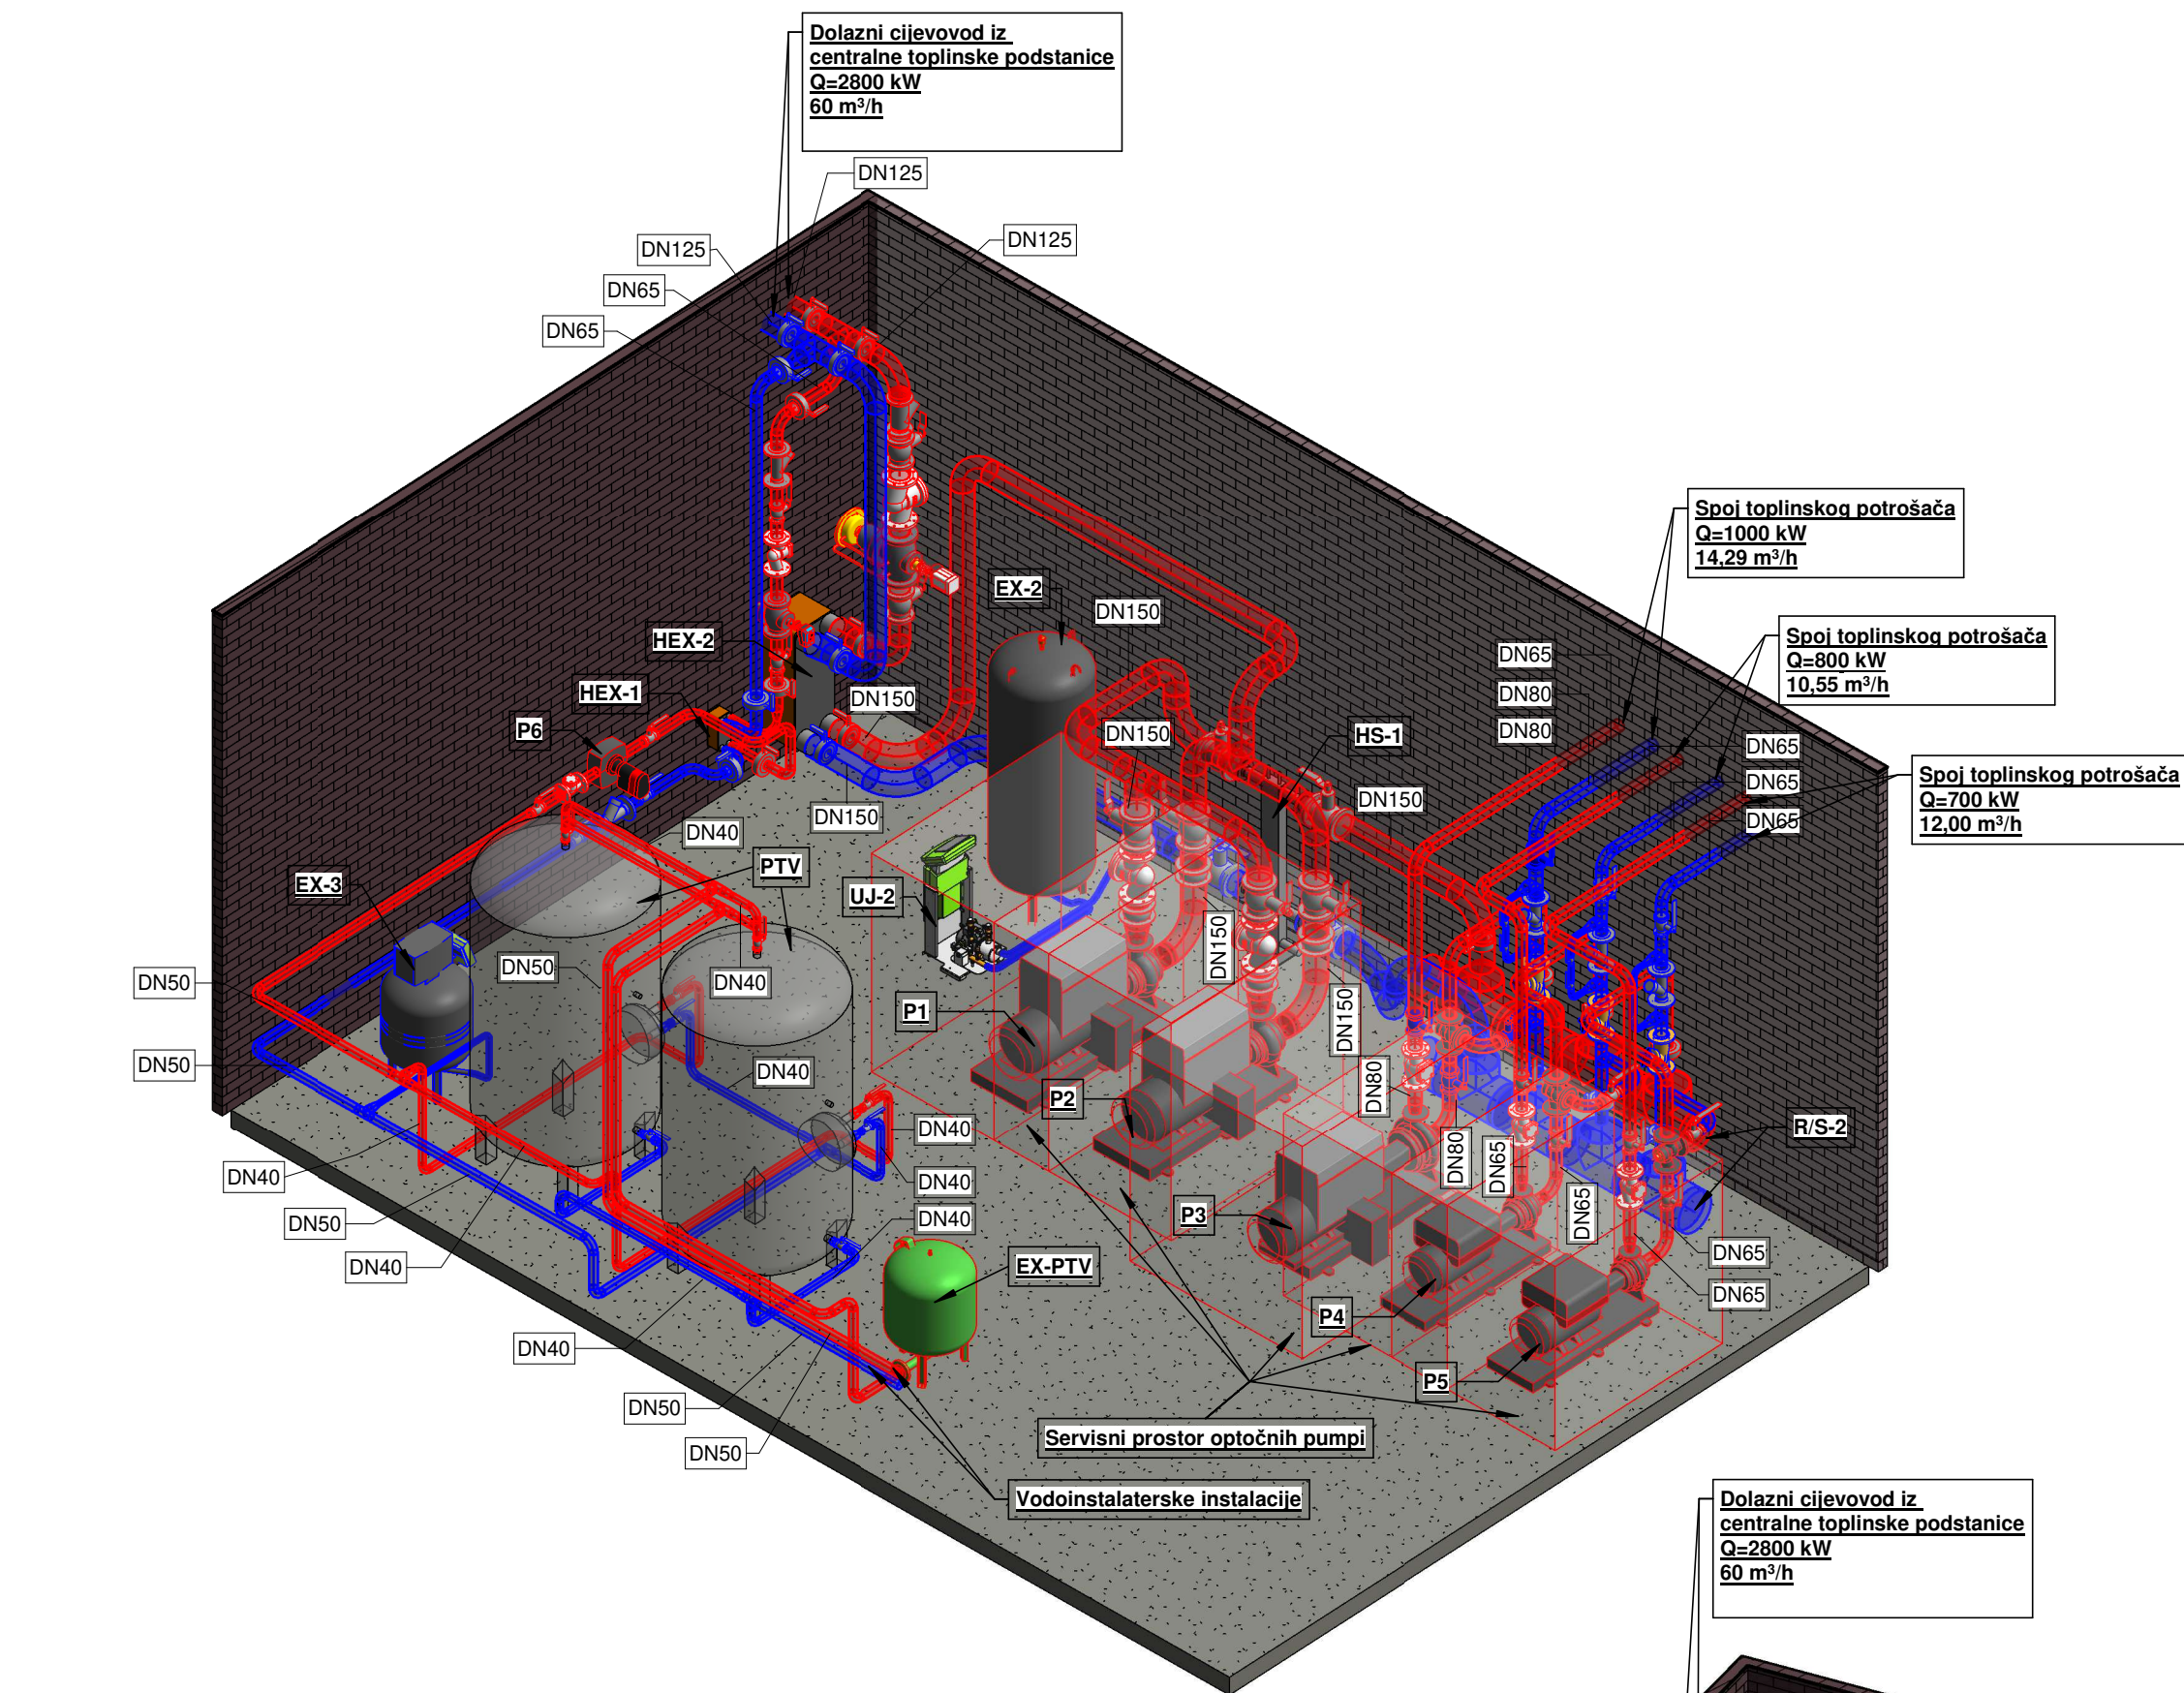 Dolazni cijevovod iz
centralne toplinske podstanice
Q=2800 kW
60 m³/h
DN125
DN125
DN125
DN65
DN65
Spoj toplinskog potrošača
Q=1000 kW
14,29 m³/h
EX-2
DN150
Spoj toplinskog potrošača
Q=800 kW
10,55 m³/h
HEX-2
DN65
HEX-1
DN150
DN80
P6
DN150
HS-1
DN80
DN65
Spoj toplinskog potrošača
Q=700 kW
12,00 m³/h
DN65
DN150
DN150
DN65
DN40
PTV
EX-3
UJ-2
DN150
DN50
DN50
DN40
P1
DN150
DN50
DN40
DN80
P2
DN40
R/S-2
DN80
DN65
DN40
DN40
DN65
DN50
DN40
P3
DN40
EX-PTV
DN65
DN65
P4
DN40
P5
DN50
DN50
Servisni prostor optočnih pumpi
Vodoinstalaterske instalacije
Dolazni cijevovod iz
centralne toplinske podstanice
Q=2800 kW
60 m³/h